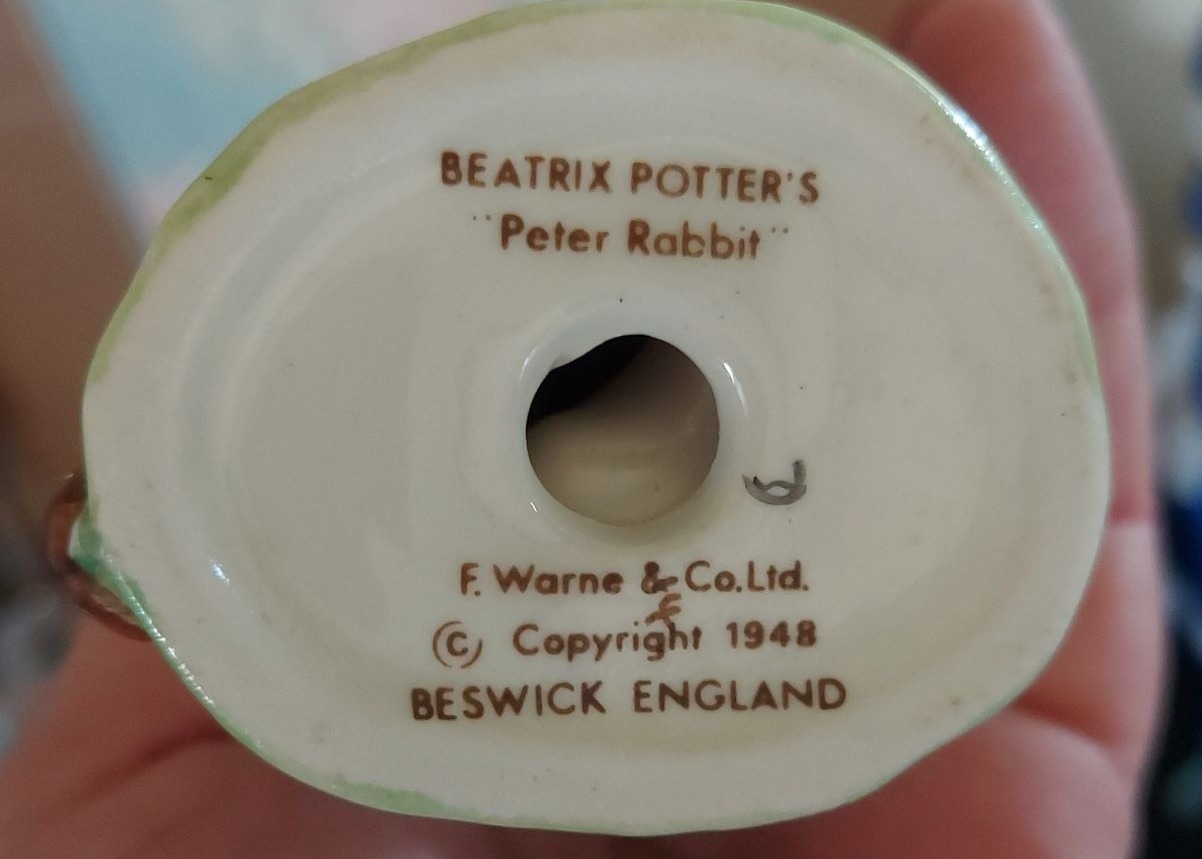 BEATRIX POTTER'S
"Peter Rabbit"
F. Warne & Co.Ltd.
© Copyright 1948
BESWICK ENGLAND